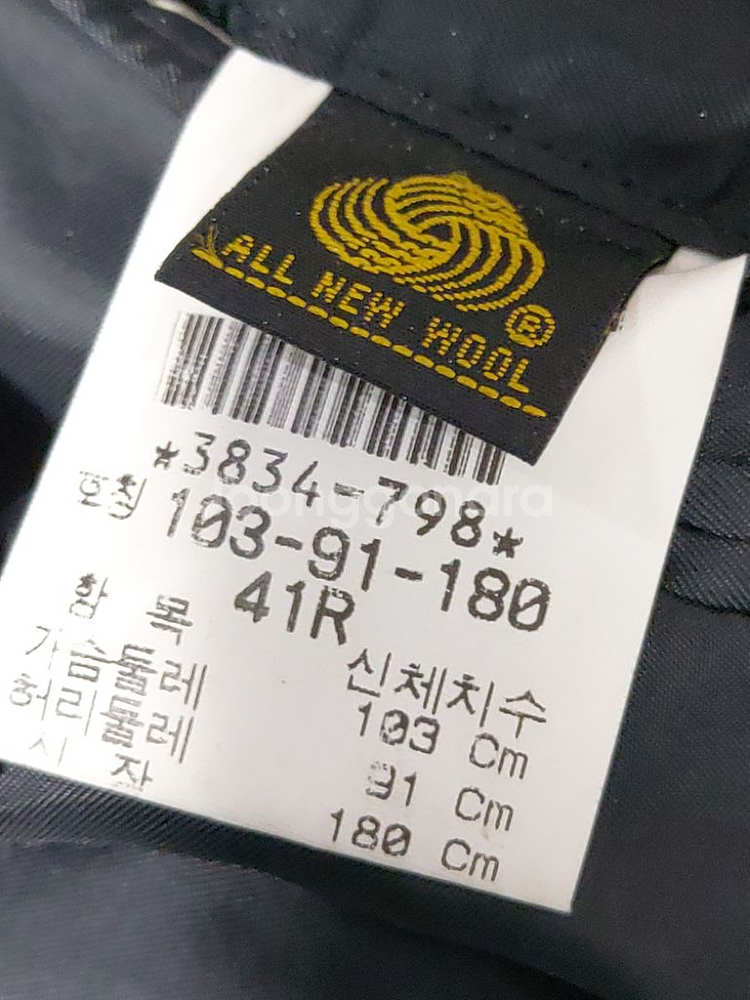 ALL NEW WOOL
®
*3834-798*
joonggonara
호칭 103-91-180
41R
항 목 신체치수
가슴둘레 103 Cm
허리둘레 91 Cm
시 장 180 Cm